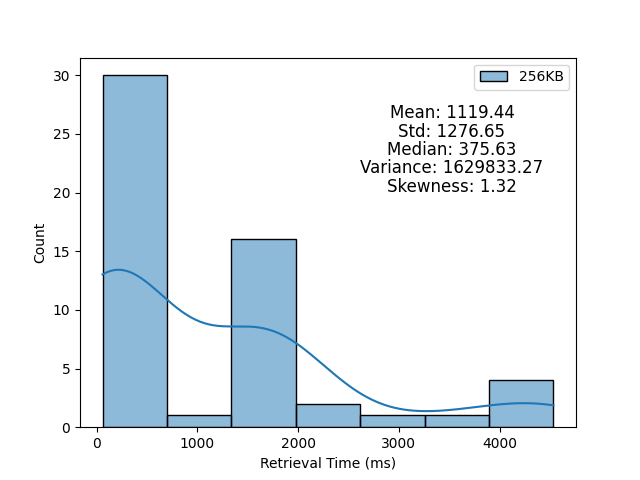 256KB
Mean: 1119.44
Std: 1276.65
Median: 375.63
Variance: 1629833.27
Skewness: 1.32
30
25
20
15
10
5
0
Count
0 1000 2000 3000 4000
Retrieval Time (ms)